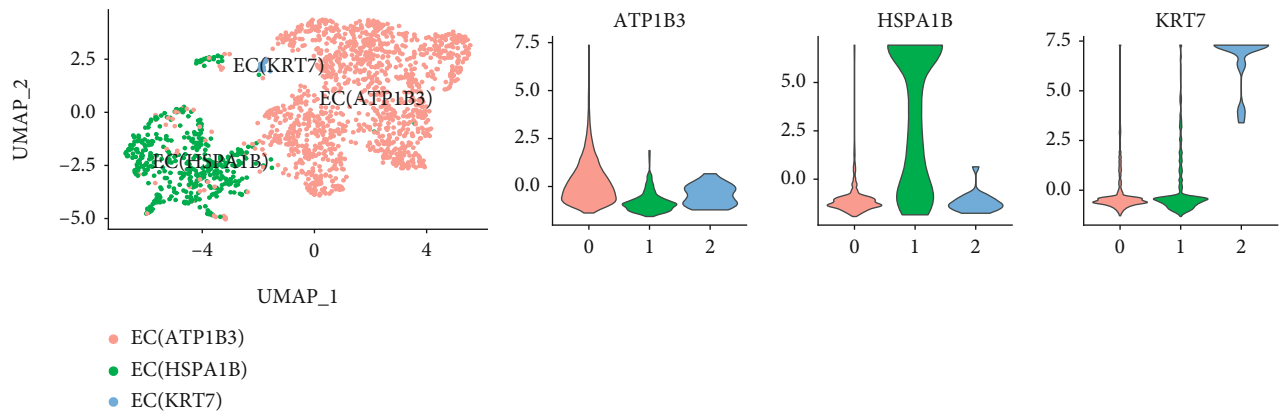 UMAP_2
2.5
0.0
−2.5
−5.0
EC(KRT7)
EC(ATP1B3)
EC(HSPA1B)
−4
0
4
UMAP_1
EC(ATP1B3)
EC(HSPA1B)
EC(KRT7)
ATP1B3
7.5
5.0
2.5
0.0
0
1
2
HSPA1B
5.0
2.5
0.0
0
1
2
KRT7
7.5
5.0
2.5
0.0
0
1
2